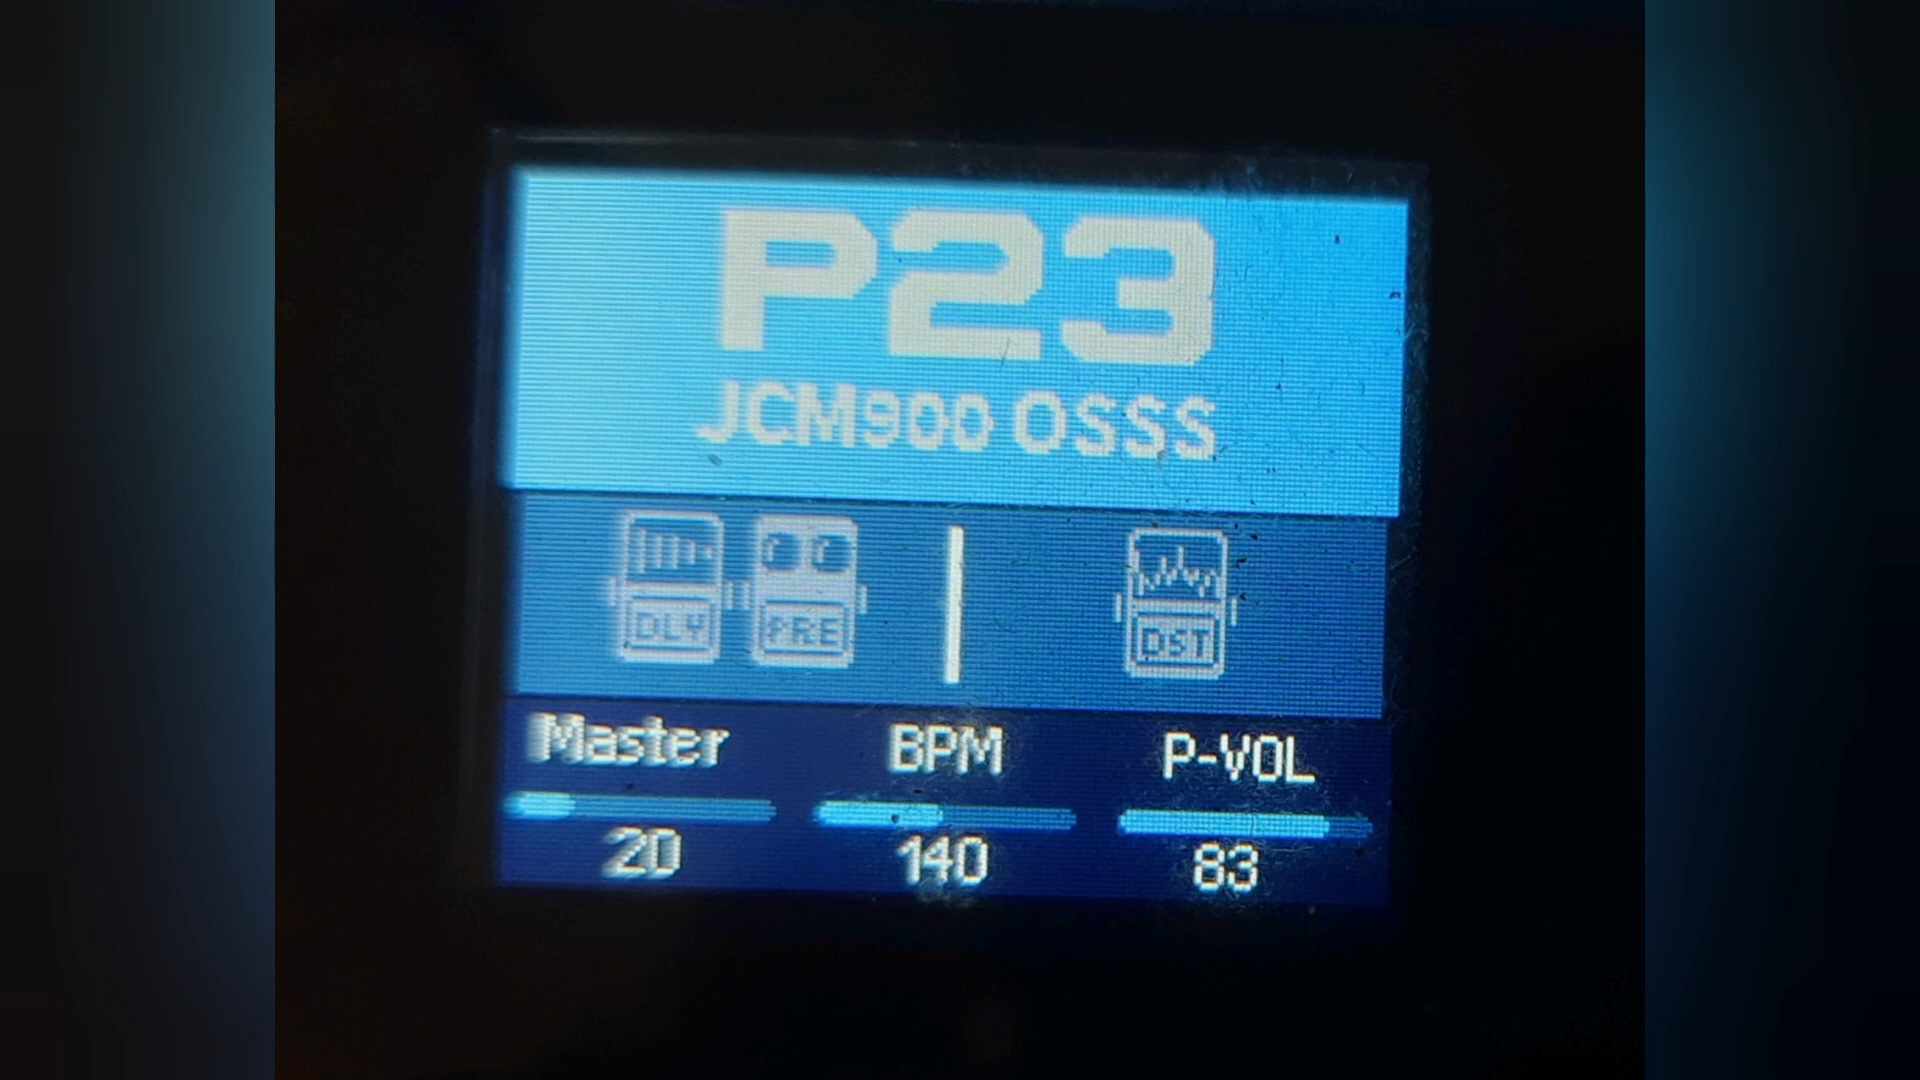 P23
JCM900 OSSS
DLY PRE DST
Master BPM P-VOL
20 140 83